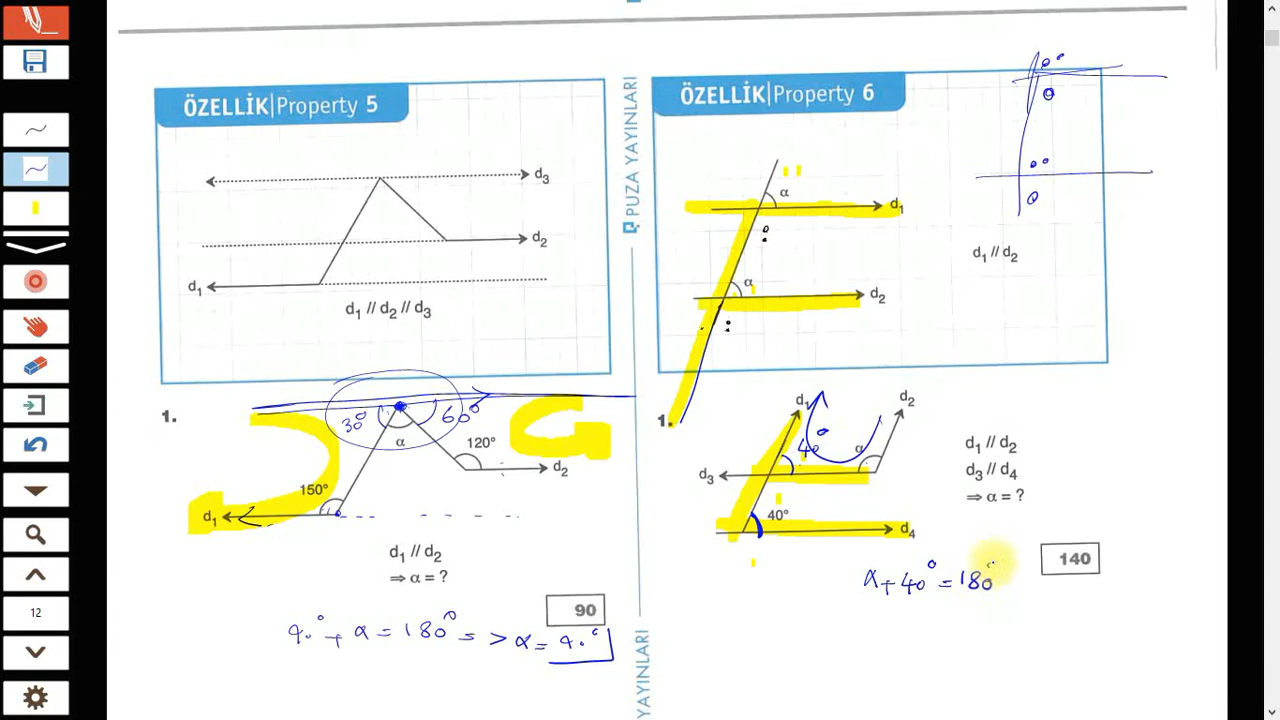 ÖZELLİK|Property 5
d₃
d₂
d₁
d₁ // d₂ // d₃
PUZA YAYINLARI
ÖZELLİK|Property 6
α
d₁
α
d₂
d₁ // d₂
1.
30°
60°
α
120°
d₂
150°
d₁
d₁ // d₂
⇒ α = ?
90
90° + α = 180° => α = 90°
1.
d₁
d₂
40°
α
d₃
40°
d₄
d₁ // d₂
d₃ // d₄
⇒ α = ?
140
α + 40° = 180°
YAYINLARI
12